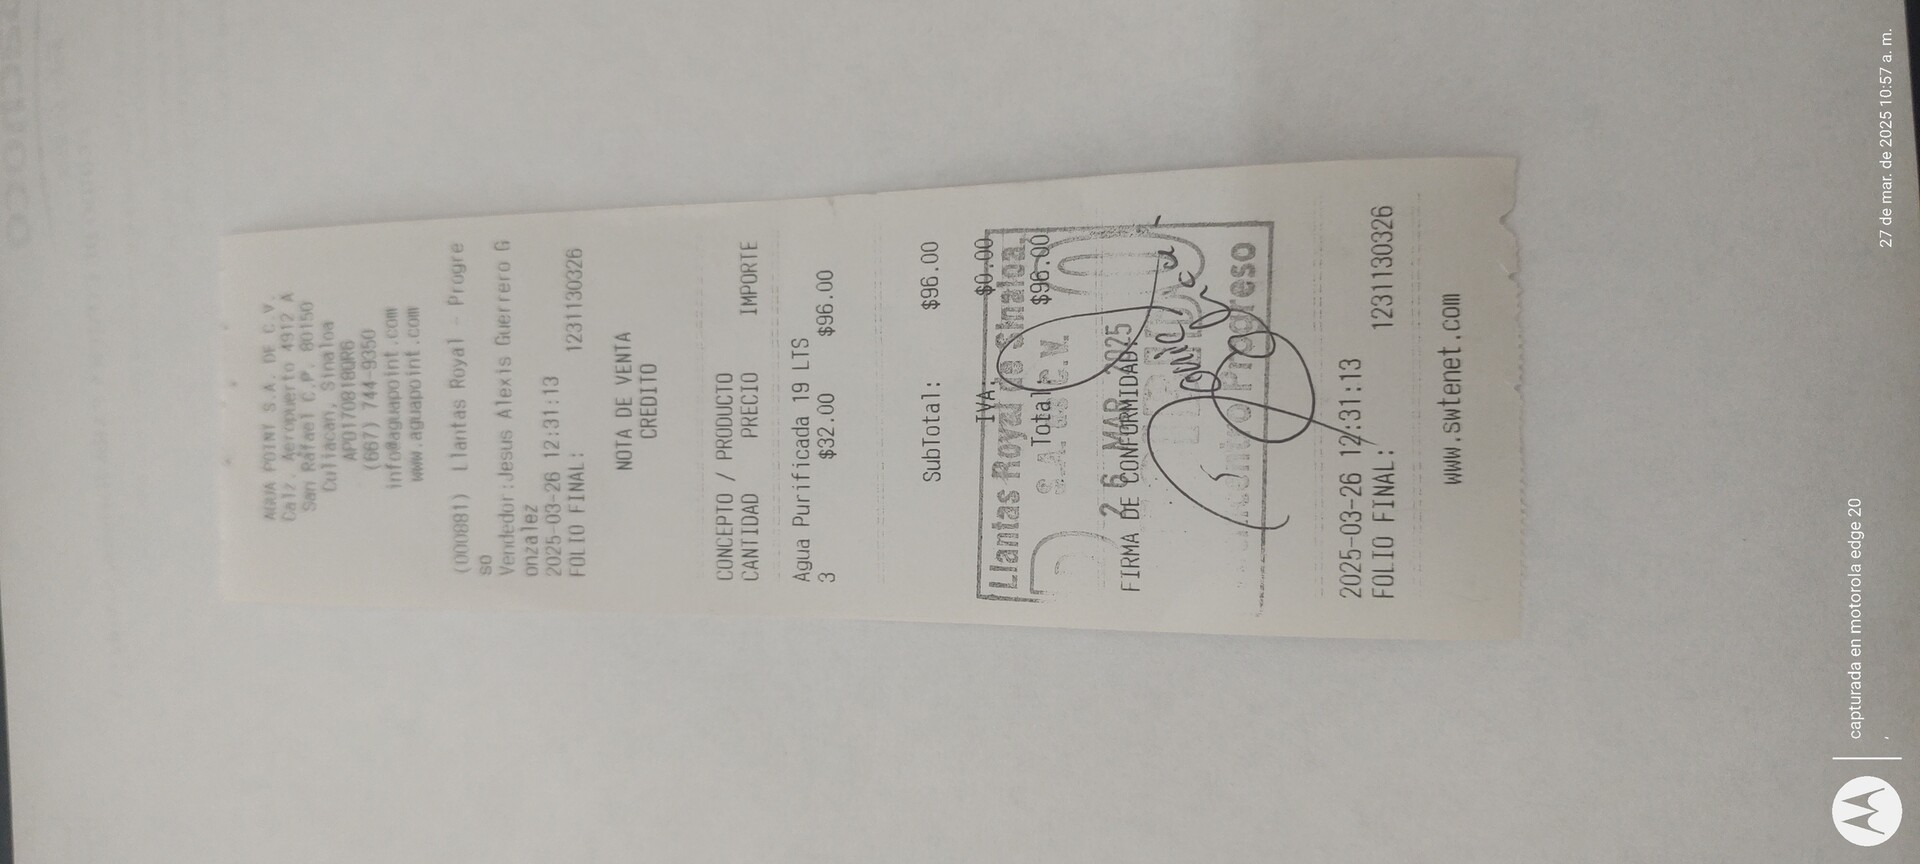 AQUA POINT S.A. DE C.V.
Calz. Aeropuerto 4912 A
San Rafael C.P. 80150
Culiacan, Sinaloa
APO170818QR6
(667) 744-9350
info@aguapoint.com
www.aguapoint.com
(000881) Llantas Royal - Progre
so
Vendedor:Jesus Alexis Guerrero G
onzalez
2025-03-26 12:31:13
FOLIO FINAL: 1231130326
NOTA DE VENTA
CREDITO
CONCEPTO / PRODUCTO
CANTIDAD PRECIO IMPORTE
Agua Purificada 19 LTS
3 $32.00 $96.00
SubTotal: $96.00
IVA: $0.00
Llantas Royal de Sinaloa,
Total: $96.00
S.A. de C.V.
26 MAR 2025
FIRMA DE CONFORMIDAD
Progreso
2025-03-26 12:31:13
FOLIO FINAL: 1231130326
www.swtenet.com
capturada en motorola edge 20
27 de mar. de 2025 10:57 a. m.